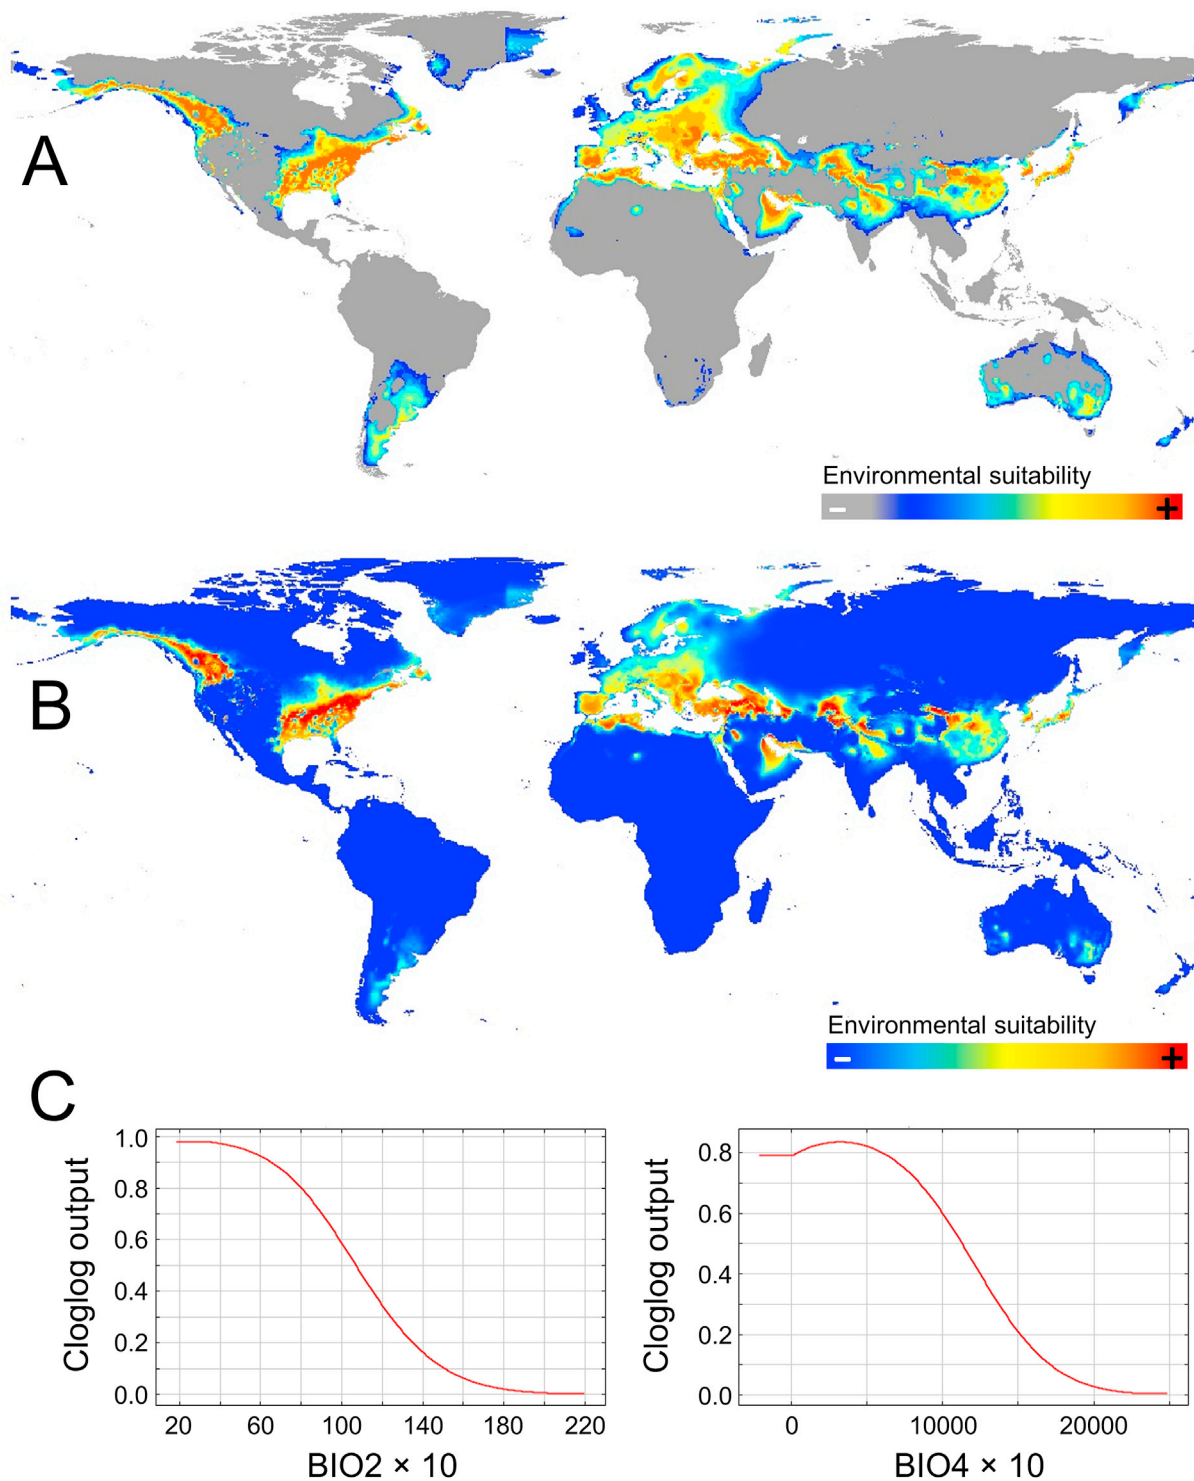 A
Environmental suitability
− +
B
Environmental suitability
− +
C
1.0
0.8
0.6
0.4
0.2
0.0
Cloglog output
20 60 100 140 180 220
BIO2 × 10
0.8
0.6
0.4
0.2
0.0
Cloglog output
0 10000 20000
BIO4 × 10